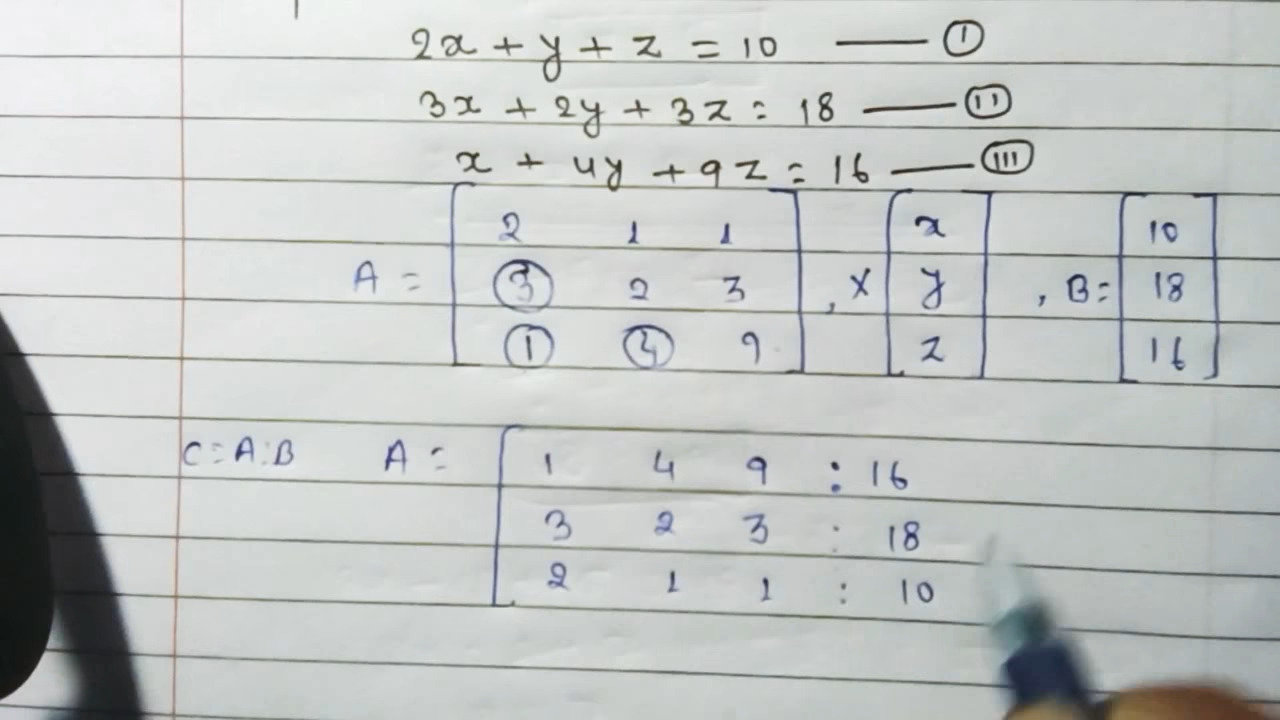 2x + y + z = 10 —— (I)
3x + 2y + 3z = 18 —— (II)
x + 4y + 9z = 16 —— (III)
2 1 1 x 10
A = 3 2 3 , X y , B = 18
1 4 9 z 16
C = A : B A = 1 4 9 : 16
3 2 3 : 18
2 1 1 : 10